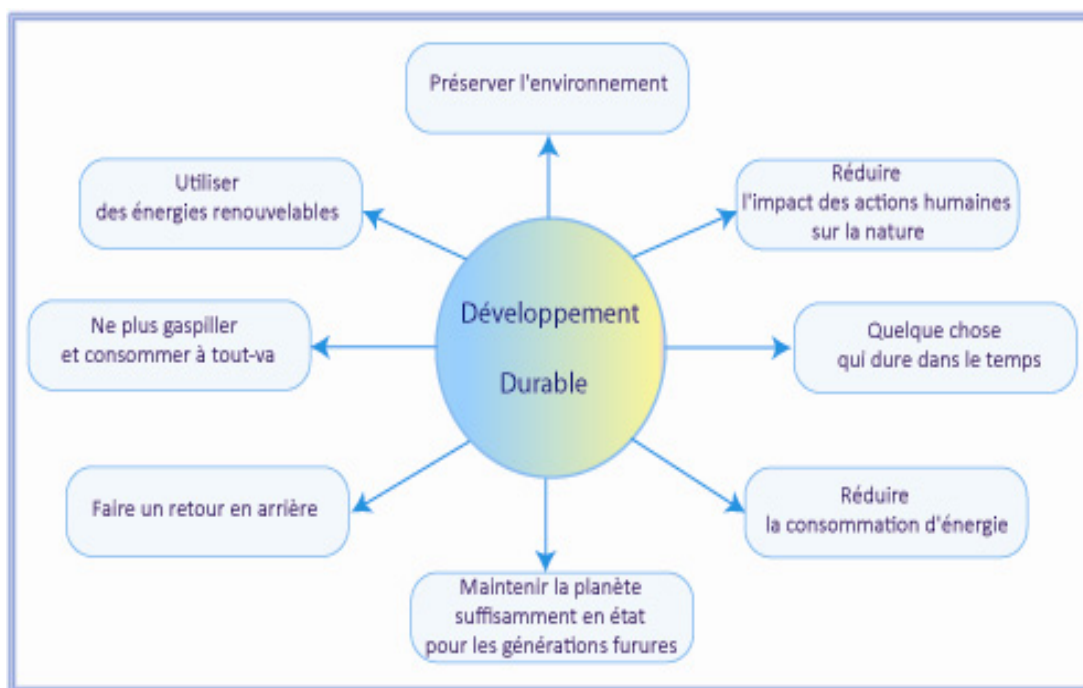 Préserver l'environnement
Utiliser
des énergies renouvelables
Réduire
l'impact des actions humaines
sur la nature
Développement
Durable
Ne plus gaspiller
et consommer à tout-va
Quelque chose
qui dure dans le temps
Faire un retour en arrière
Réduire
la consommation d'énergie
Maintenir la planète
suffisamment en état
pour les générations furures